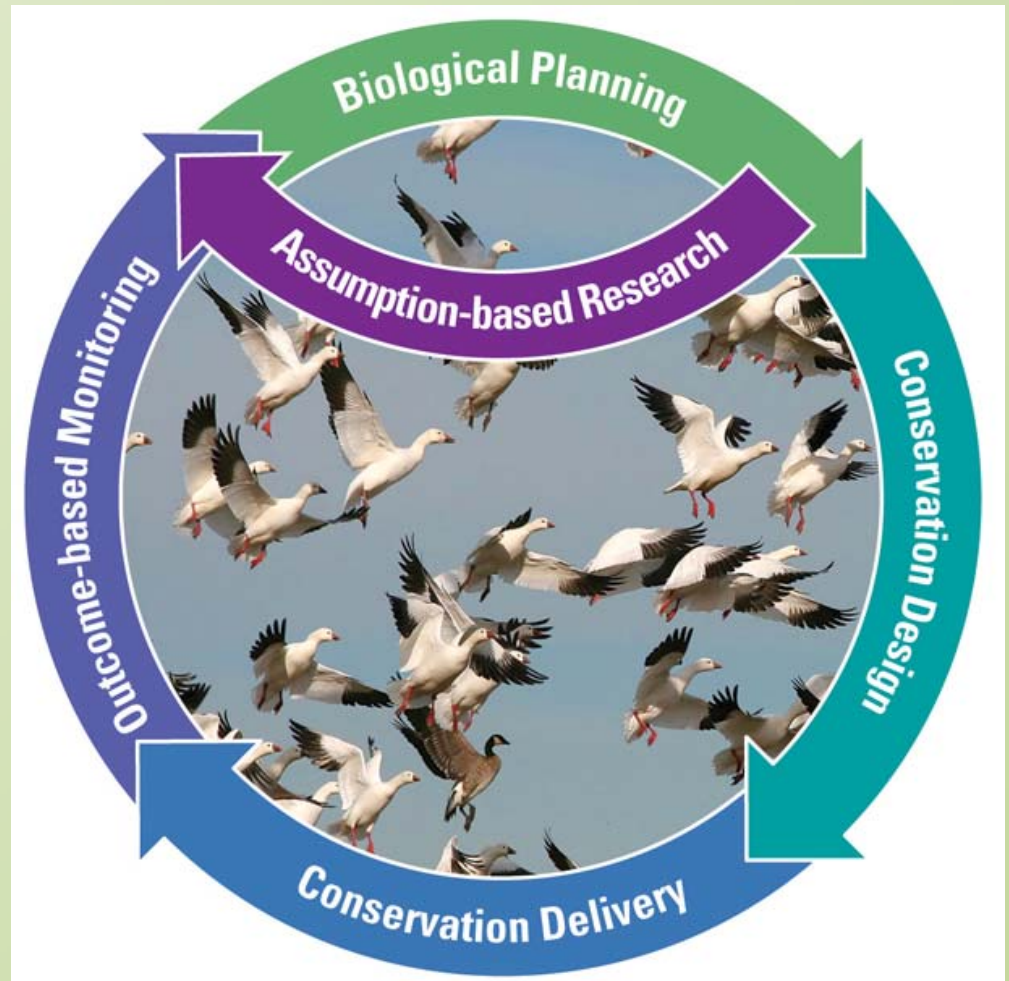 Biological Planning
Assumption-based Research
Conservation Design
Conservation Delivery
Outcome-based Monitoring